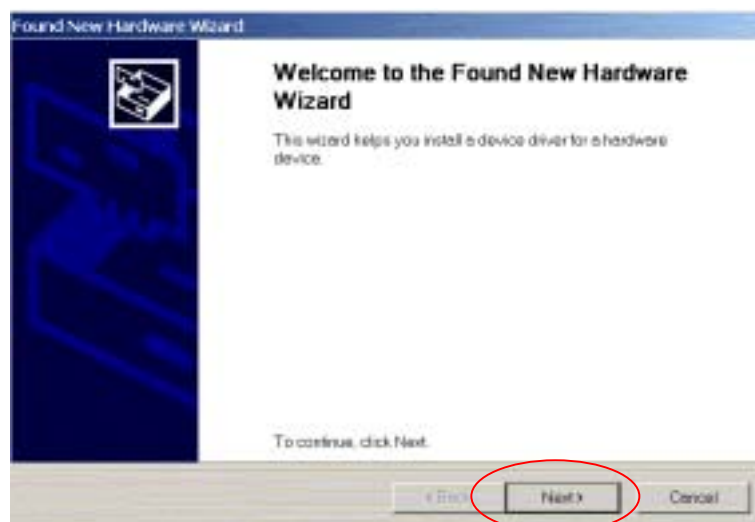 Found New Hardware Wizard
Welcome to the Found New Hardware
Wizard
This wizard helps you install a device driver for a hardware
device.
To continue, click Next.
< Back Next > Cancel